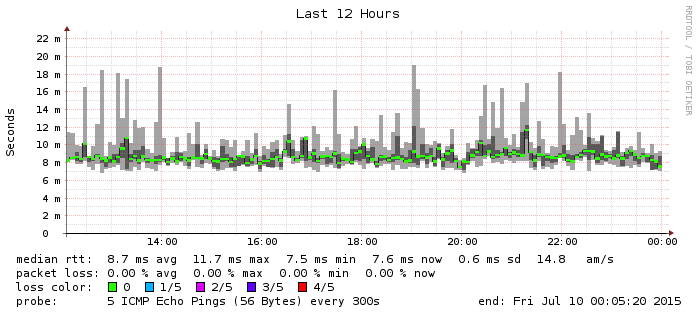 Last 12 Hours
RRDTOOL / TOBI OETIKER
Seconds
22 m
20 m
18 m
16 m
14 m
12 m
10 m
8 m
6 m
4 m
2 m
0
14:00 16:00 18:00 20:00 22:00 00:00
median rtt: 8.7 ms avg 11.7 ms max 7.5 ms min 7.6 ms now 0.6 ms sd 14.8 am/s
packet loss: 0.00 % avg 0.00 % max 0.00 % min 0.00 % now
loss color: 0 1/5 2/5 3/5 4/5
probe: 5 ICMP Echo Pings (56 Bytes) every 300s end: Fri Jul 10 00:05:20 2015